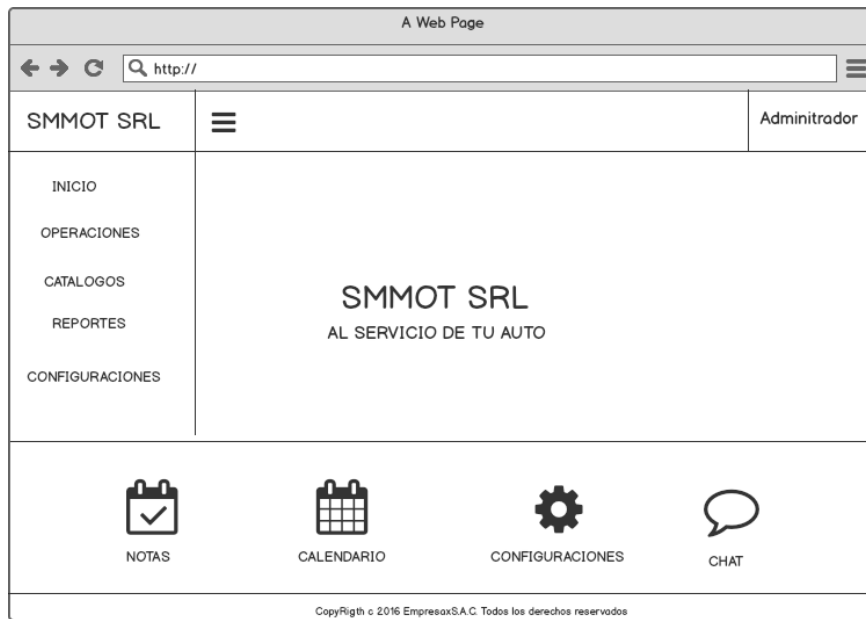 A Web Page
http://
SMMOT SRL
Adminitrador
INICIO
OPERACIONES
CATALOGOS
REPORTES
CONFIGURACIONES
SMMOT SRL
AL SERVICIO DE TU AUTO
NOTAS
CALENDARIO
CONFIGURACIONES
CHAT
CopyRigth c 2016 EmpresaxS.A.C. Todos los derechos reservados